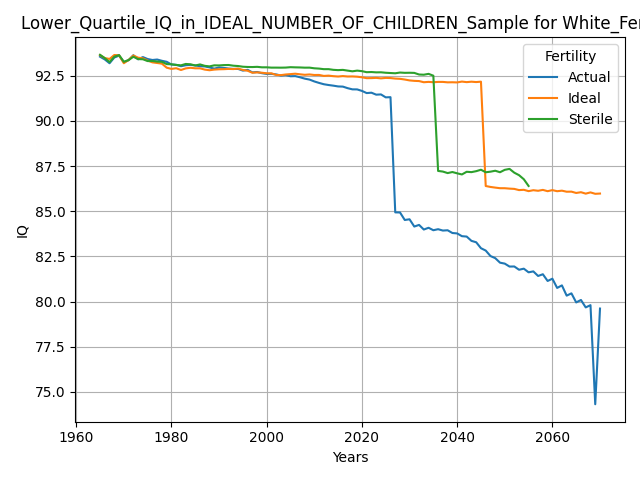 Lower_Quartile_IQ_in_IDEAL_NUMBER_OF_CHILDREN_Sample for White_Fe
Fertility
Actual
Ideal
Sterile
IQ
92.5
90.0
87.5
85.0
82.5
80.0
77.5
75.0
1960 1980 2000 2020 2040 2060
Years